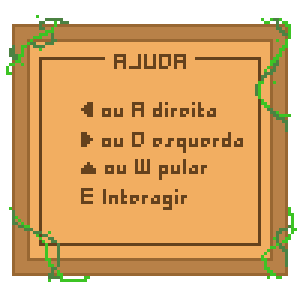 AJUDA
◀ ou A direita
▶ ou D esquerda
▲ ou W pular
E Interagir